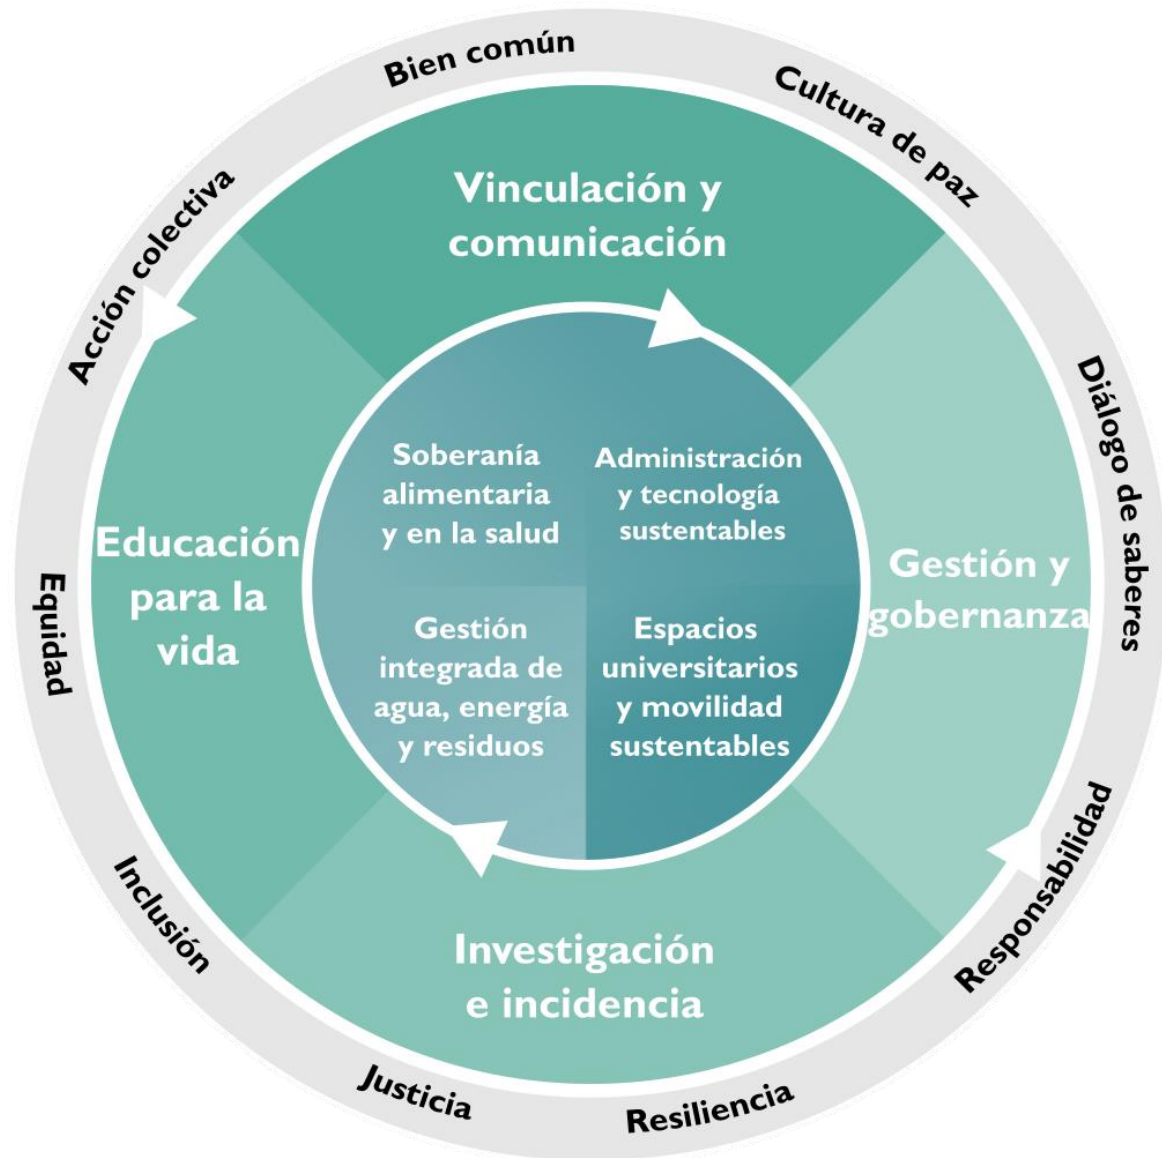 Bien común
Cultura de paz
Diálogo de saberes
Responsabilidad
Resiliencia
Justicia
Inclusión
Equidad
Acción colectiva
Vinculación y
comunicación
Gestión y
gobernanza
Investigación
e incidencia
Educación
para la
vida
Soberanía
alimentaria
y en la salud
Administración
y tecnología
sustentables
Gestión
integrada de
agua, energía
y residuos
Espacios
universitarios
y movilidad
sustentables